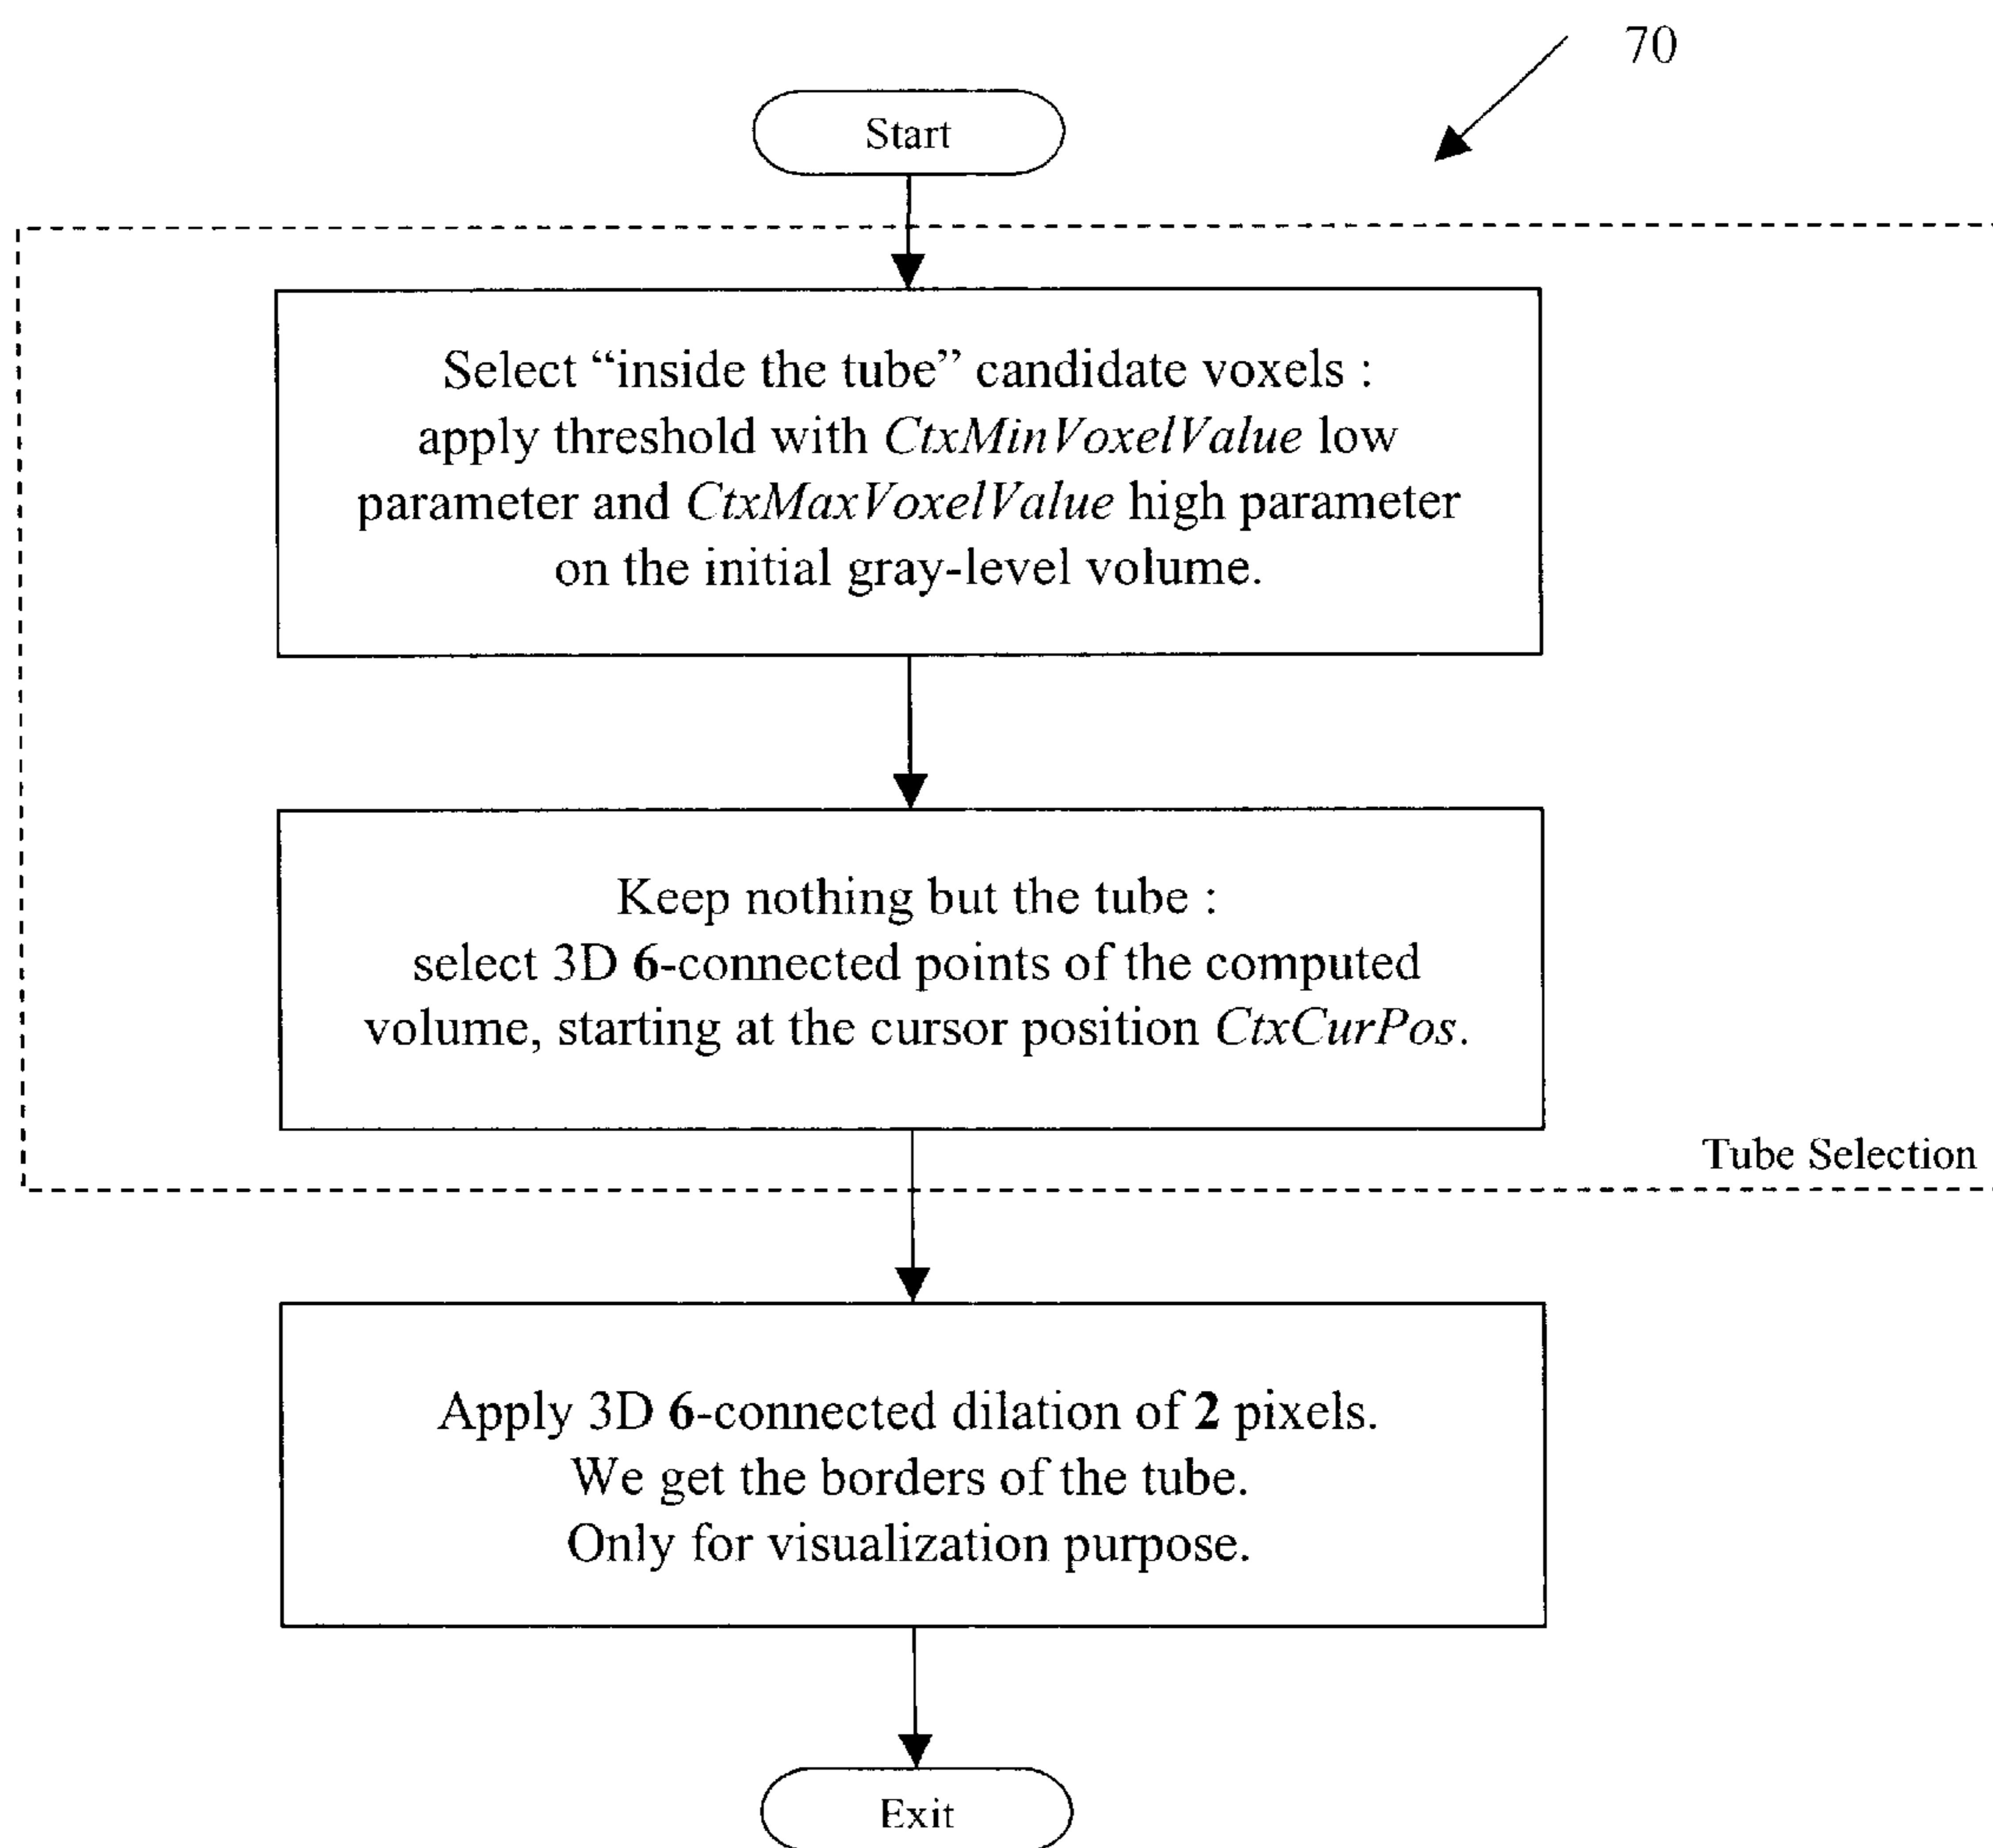 70
Start
Select “inside the tube” candidate voxels :
apply threshold with CtxMinVoxelValue low
parameter and CtxMaxVoxelValue high parameter
on the initial gray-level volume.
Keep nothing but the tube :
select 3D 6-connected points of the computed
volume, starting at the cursor position CtxCurPos.
Tube Selection
Apply 3D 6-connected dilation of 2 pixels.
We get the borders of the tube.
Only for visualization purpose.
Exit